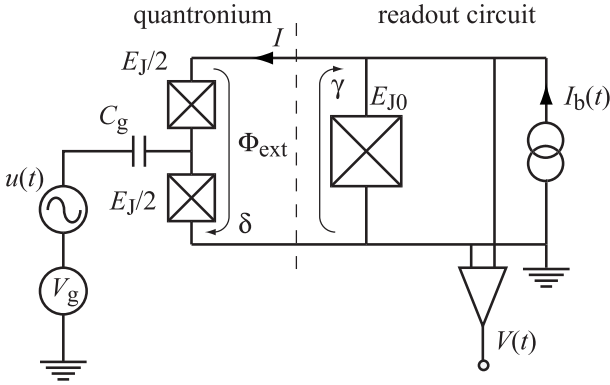 quantronium
readout circuit
I
E_J/2
γ
E_J0
I_b(t)
C_g
Φ_ext
u(t)
E_J/2
δ
V_g
V(t)